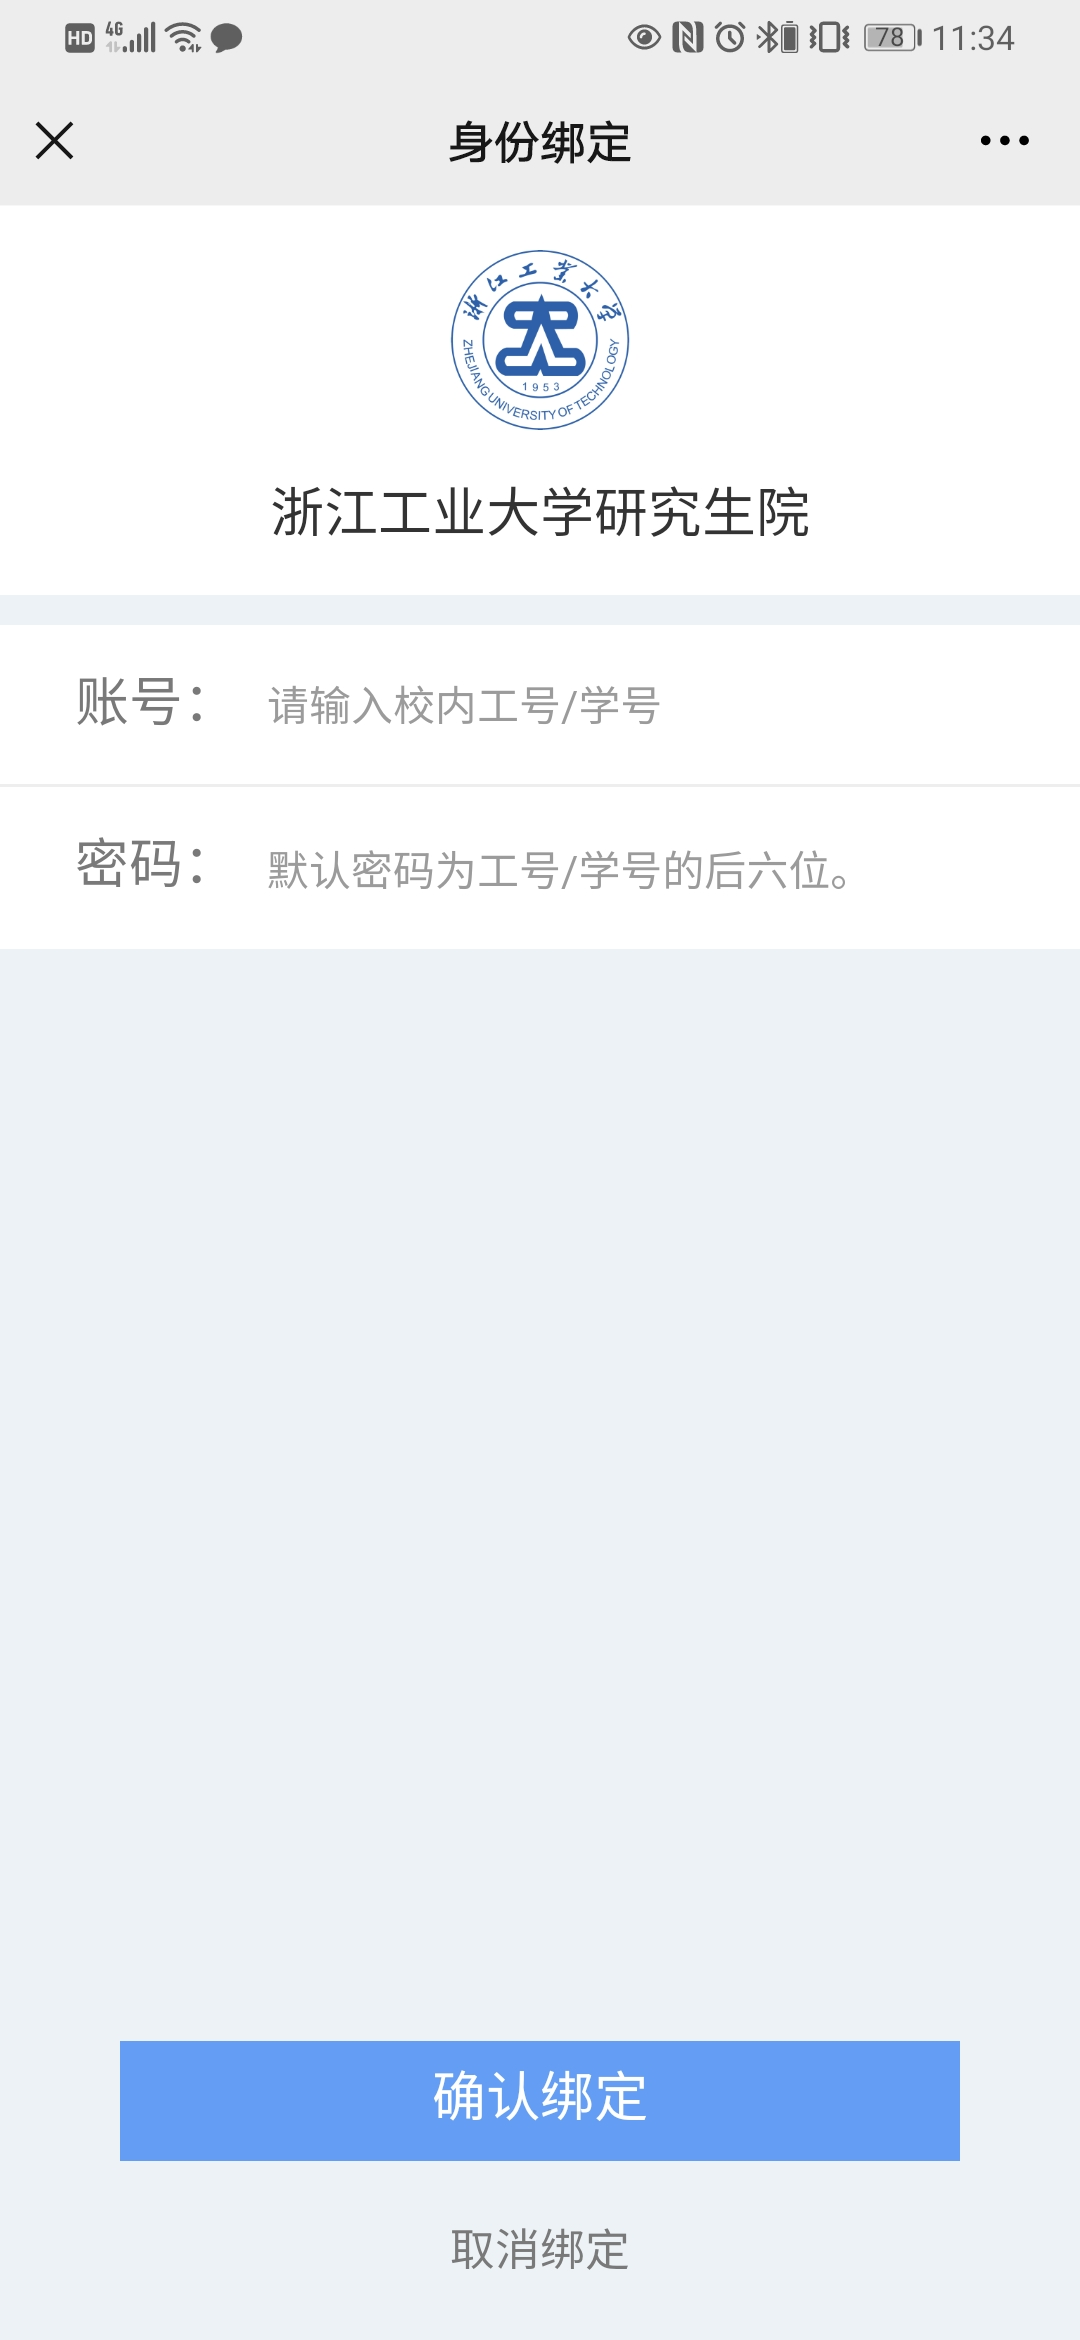 HD 4G 78 11:34
身份绑定
浙江工业大学
1953
ZHEJIANG UNIVERSITY OF TECHNOLOGY
浙江工业大学研究生院
账号： 请输入校内工号/学号
密码： 默认密码为工号/学号的后六位。
确认绑定
取消绑定